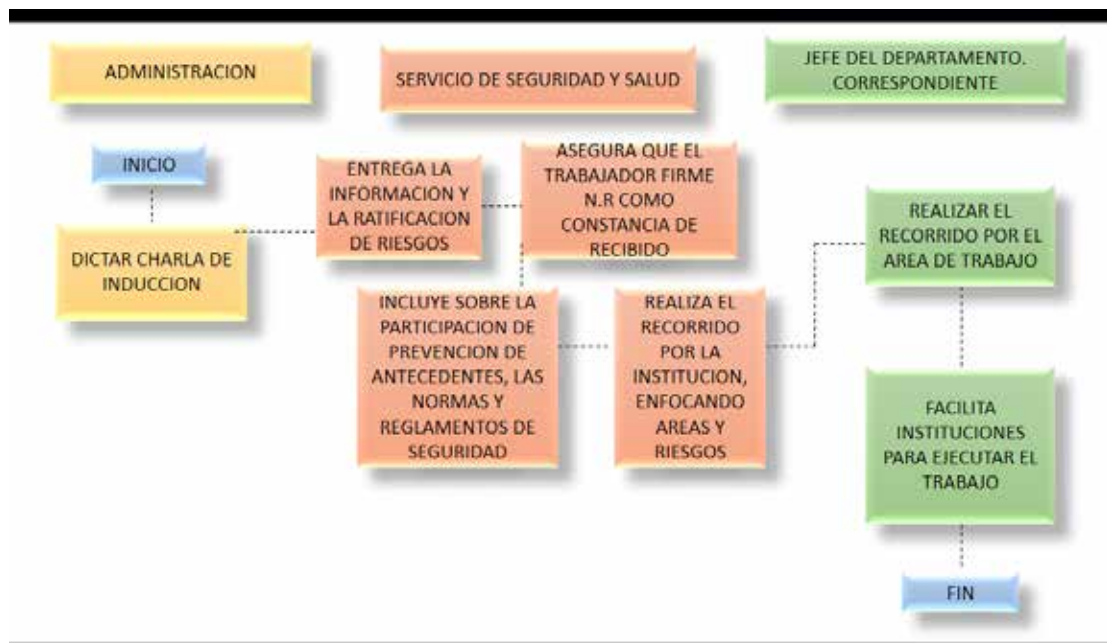 ADMINISTRACION
SERVICIO DE SEGURIDAD Y SALUD
JEFE DEL DEPARTAMENTO.
CORRESPONDIENTE
INICIO
DICTAR CHARLA DE
INDUCCION
ENTREGA LA
INFORMACION Y
LA RATIFICACION
DE RIESGOS
ASEGURA QUE EL
TRABAJADOR FIRME
N.R COMO
CONSTANCIA DE
RECIBIDO
INCLUYE SOBRE LA
PARTICIPACION DE
PREVENCION DE
ANTECEDENTES, LAS
NORMAS Y
REGLAMENTOS DE
SEGURIDAD
REALIZA EL
RECORRIDO
POR LA
INSTITUCION,
ENFOCANDO
AREAS Y
RIESGOS
REALIZAR EL
RECORRIDO POR EL
AREA DE TRABAJO
FACILITA
INSTITUCIONES
PARA EJECUTAR EL
TRABAJO
FIN